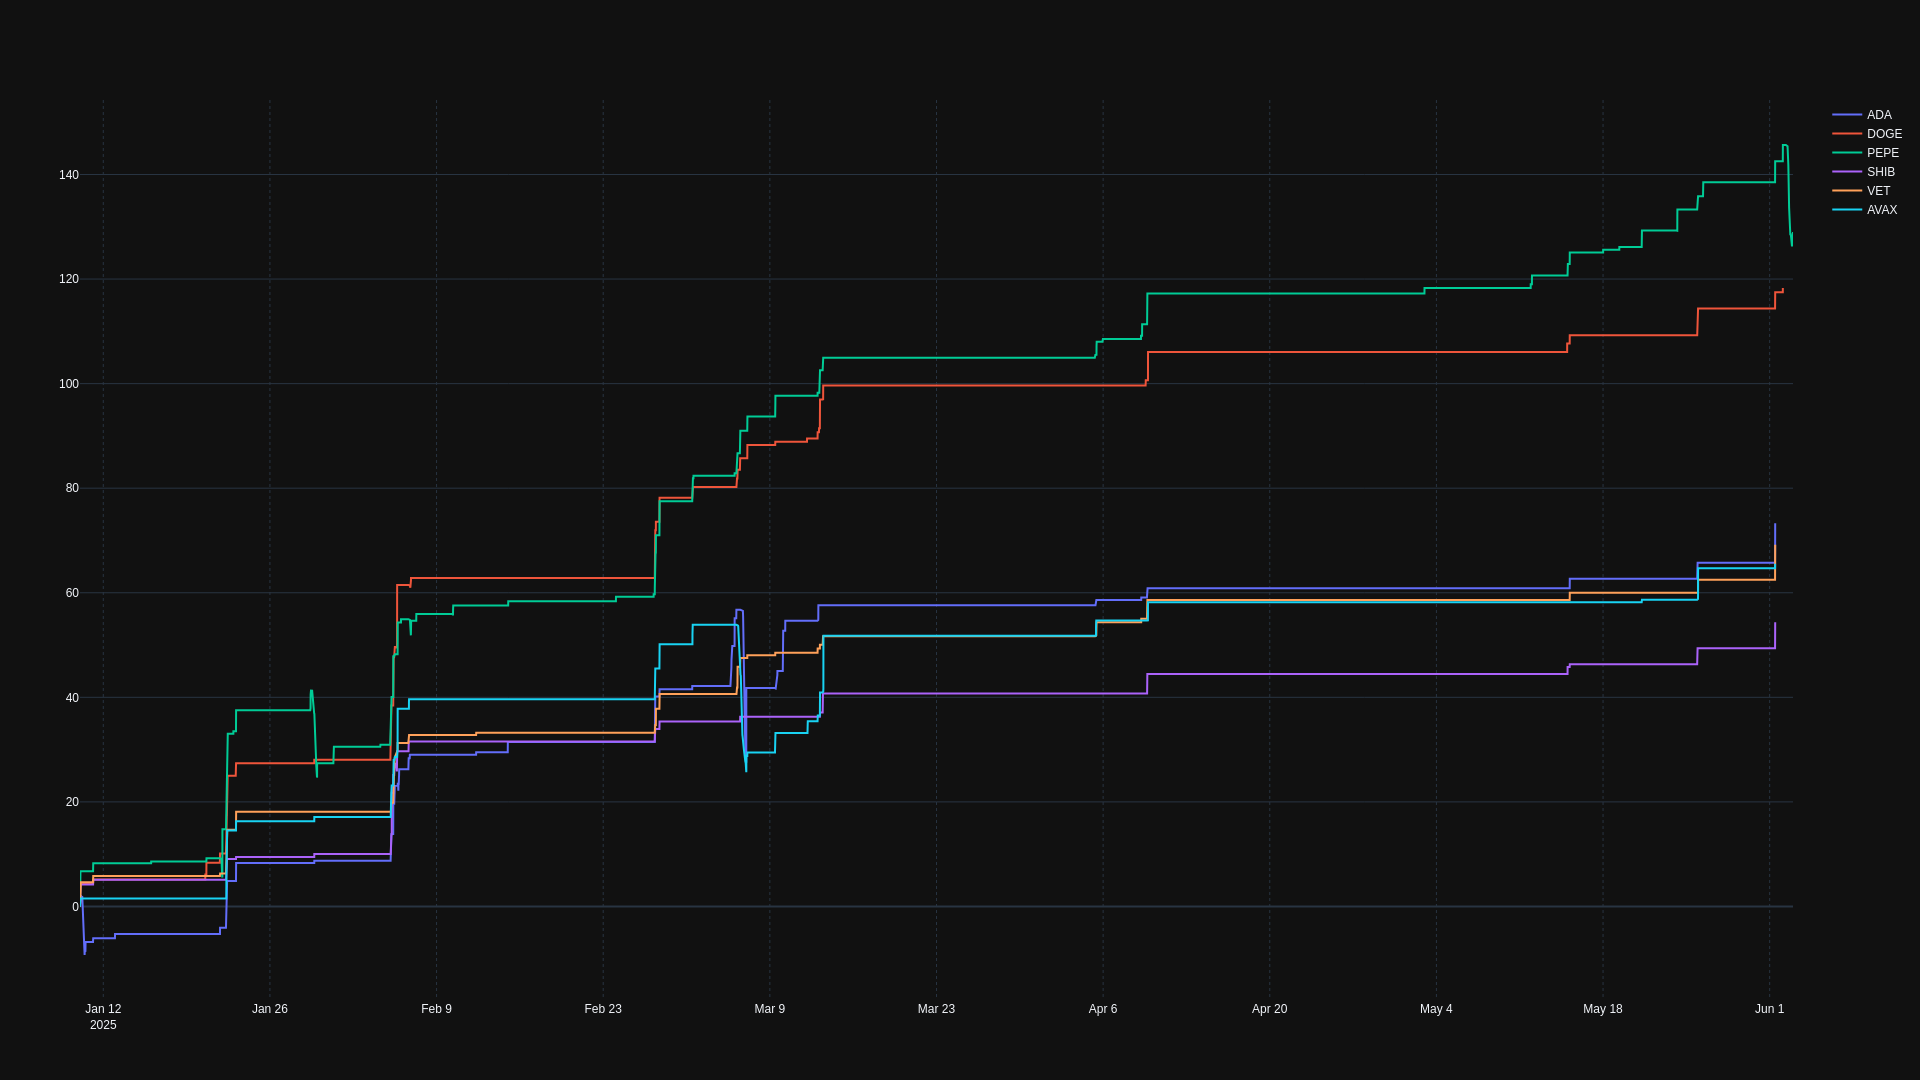 ADA
DOGE
PEPE
SHIB
VET
AVAX
140
120
100
80
60
40
20
0
Jan 12
2025
Jan 26
Feb 9
Feb 23
Mar 9
Mar 23
Apr 6
Apr 20
May 4
May 18
Jun 1